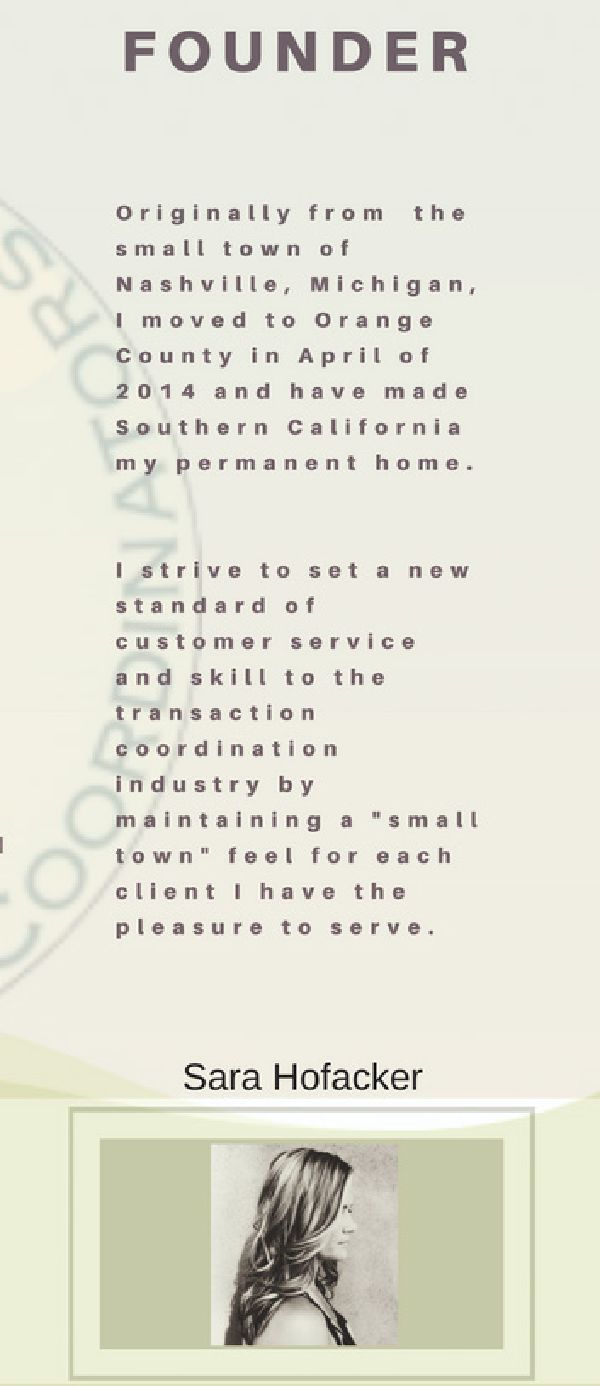 FOUNDER
Originally from the
small town of
Nashville, Michigan,
I moved to Orange
County in April of
2014 and have made
Southern California
my permanent home.
I strive to set a new
standard of
customer service
and skill to the
transaction
coordination
industry by
maintaining a "small
town" feel for each
client I have the
pleasure to serve.
Sara Hofacker
COORDINATORS